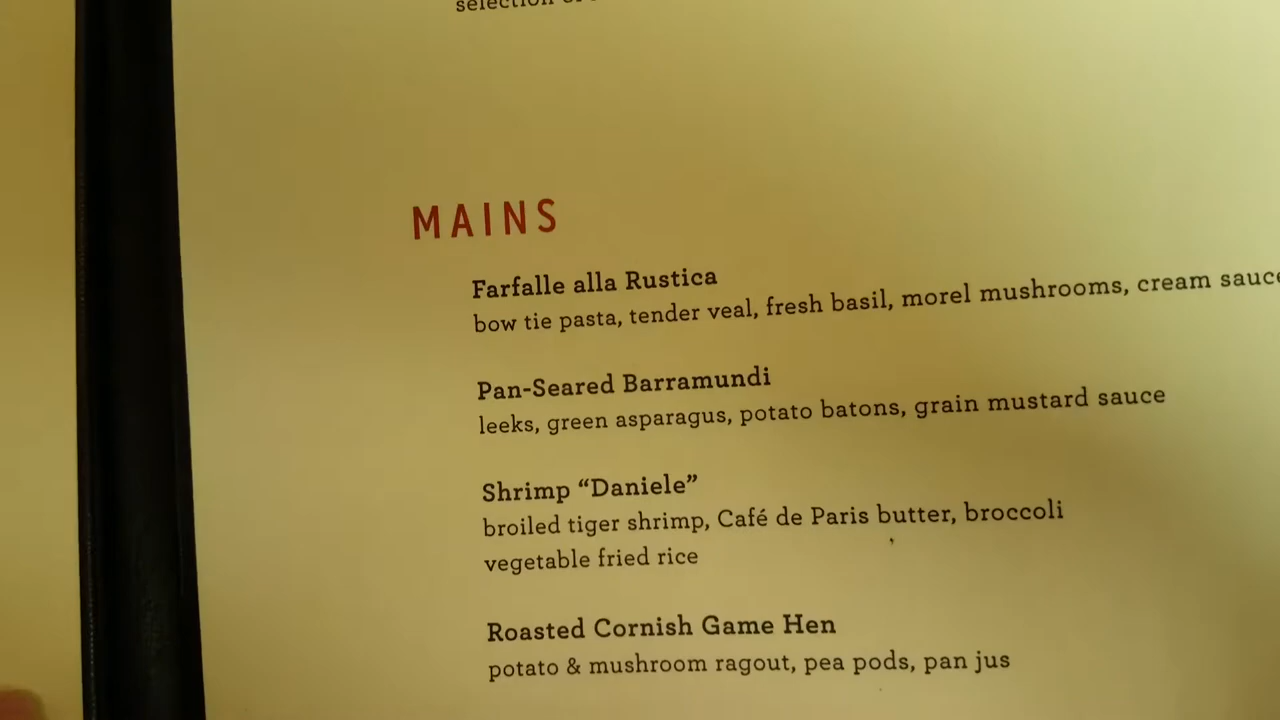 selection
MAINS
Farfalle alla Rustica
bow tie pasta, tender veal, fresh basil, morel mushrooms, cream sauce
Pan-Seared Barramundi
leeks, green asparagus, potato batons, grain mustard sauce
Shrimp “Daniele”
broiled tiger shrimp, Café de Paris butter, broccoli
vegetable fried rice
Roasted Cornish Game Hen
potato & mushroom ragout, pea pods, pan jus